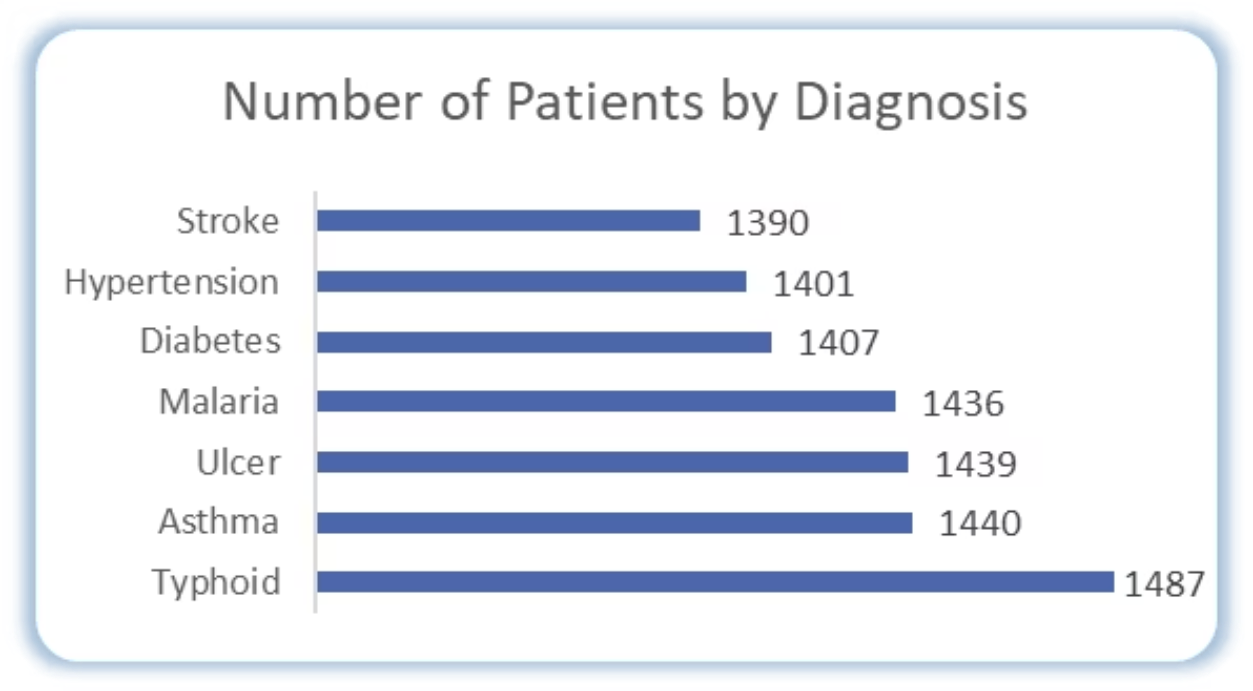 Number of Patients by Diagnosis
Stroke 1390
Hypertension 1401
Diabetes 1407
Malaria 1436
Ulcer 1439
Asthma 1440
Typhoid 1487